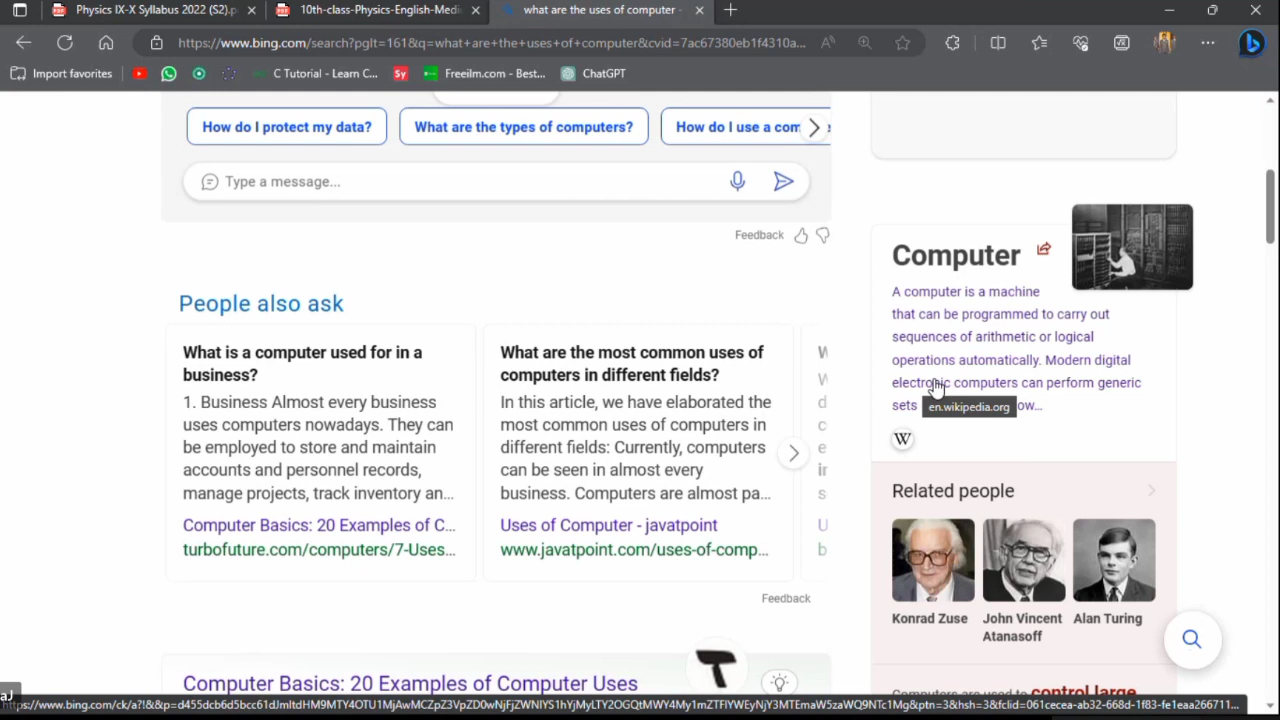 Physics IX-X Syllabus 2022 (S2).p
10th-class-Physics-English-Medi
what are the uses of computer -
https://www.bing.com/search?pglt=161&q=what+are+the+uses+of+computer&cvid=7ac67380eb1f4310a...
Import favorites
C Tutorial - Learn C...
Sy
Freeilm.com - Best...
ChatGPT
How do I protect my data?
What are the types of computers?
How do I use a com
Type a message...
Feedback
People also ask
What is a computer used for in a
business?
1. Business Almost every business
uses computers nowadays. They can
be employed to store and maintain
accounts and personnel records,
manage projects, track inventory an...
Computer Basics: 20 Examples of C...
turbofuture.com/computers/7-Uses...
What are the most common uses of
computers in different fields?
In this article, we have elaborated the
most common uses of computers in
different fields: Currently, computers
can be seen in almost every
business. Computers are almost pa...
Uses of Computer - javatpoint
www.javatpoint.com/uses-of-comp...
Feedback
Computer Basics: 20 Examples of Computer Uses
Computer
A computer is a machine
that can be programmed to carry out
sequences of arithmetic or logical
operations automatically. Modern digital
electronic computers can perform generic
sets
ow...
en.wikipedia.org
W
Related people
Konrad Zuse
John Vincent
Atanasoff
Alan Turing
Computers are used to control large